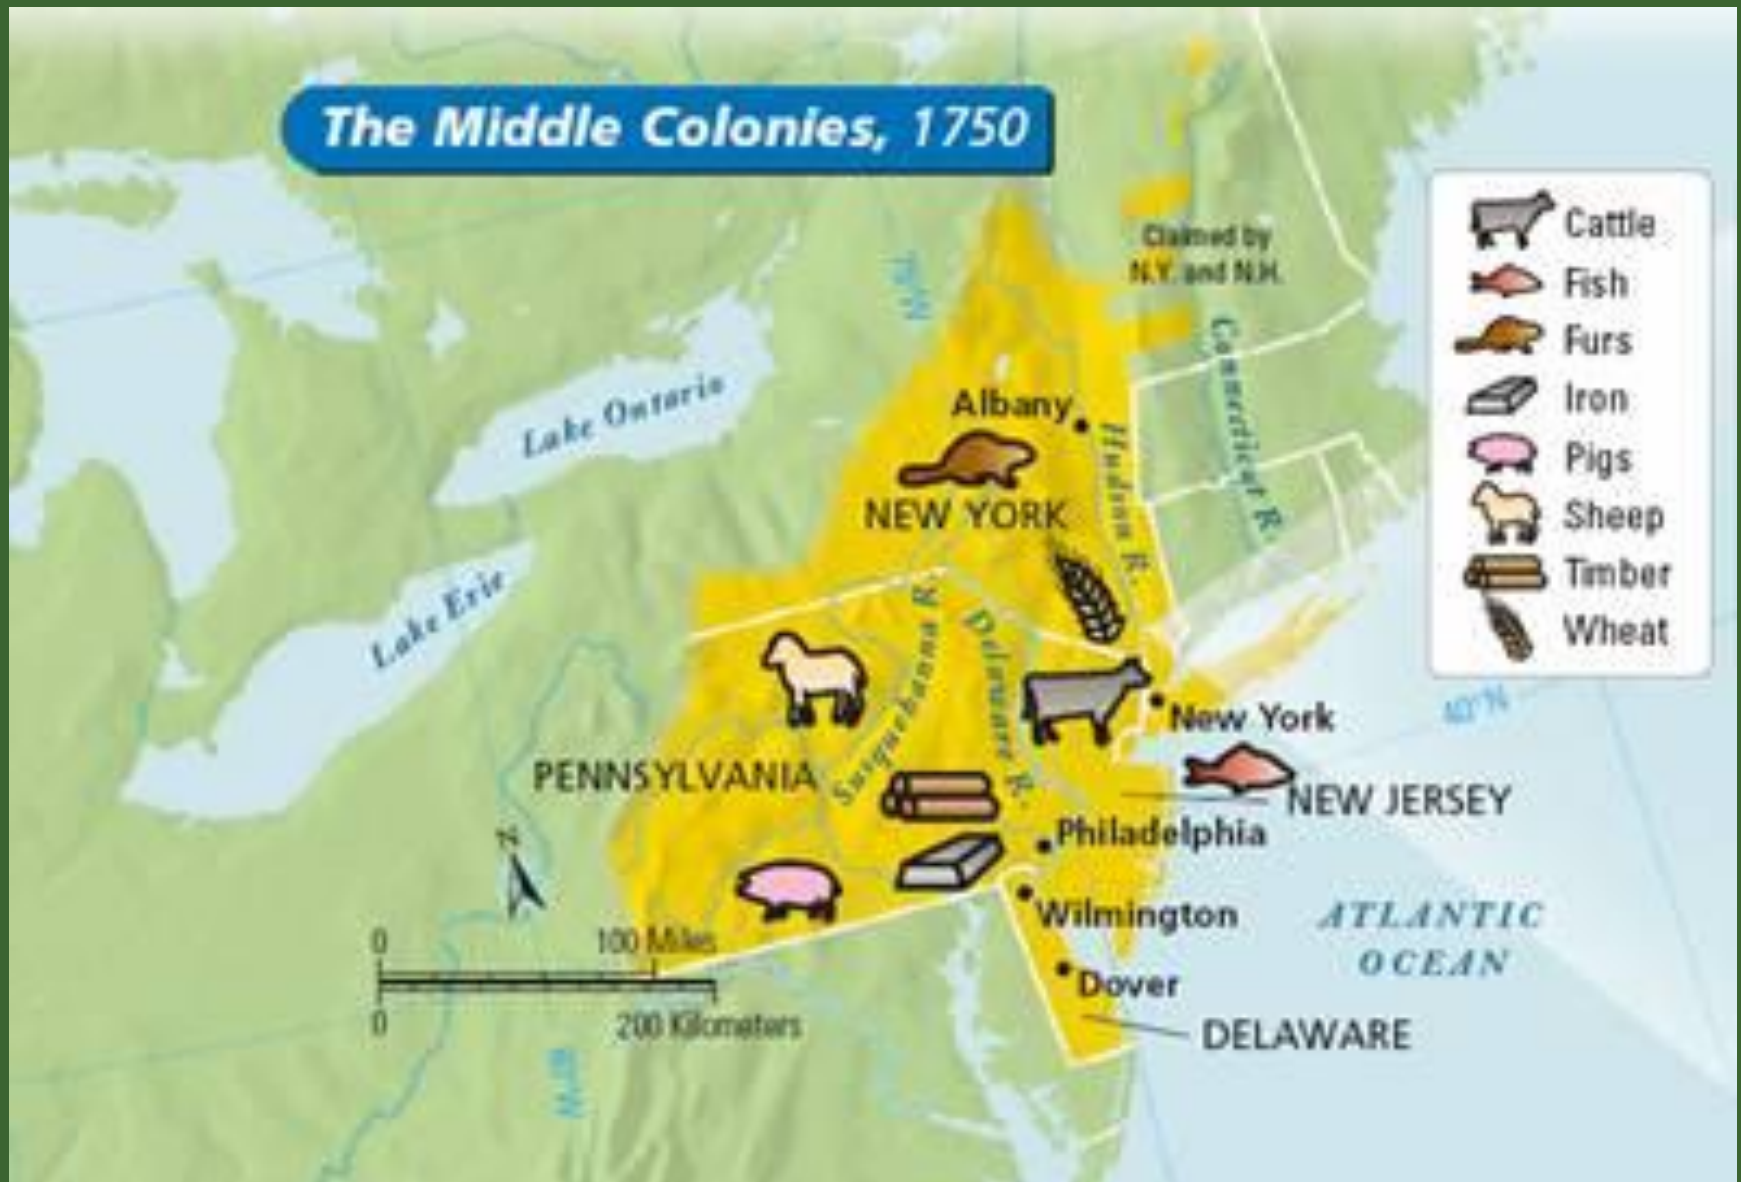 The Middle Colonies, 1750
Claimed by
N.Y. and N.H.
Cattle
Fish
Furs
Iron
Pigs
Sheep
Timber
Wheat
Lake Ontario
Lake Erie
Albany
NEW YORK
Hudson R.
Connecticut R.
Susquehanna R.
Delaware R.
40°N
New York
PENNSYLVANIA
NEW JERSEY
Philadelphia
Wilmington
Dover
DELAWARE
ATLANTIC
OCEAN
N
0 100 Miles
0 200 Kilometers